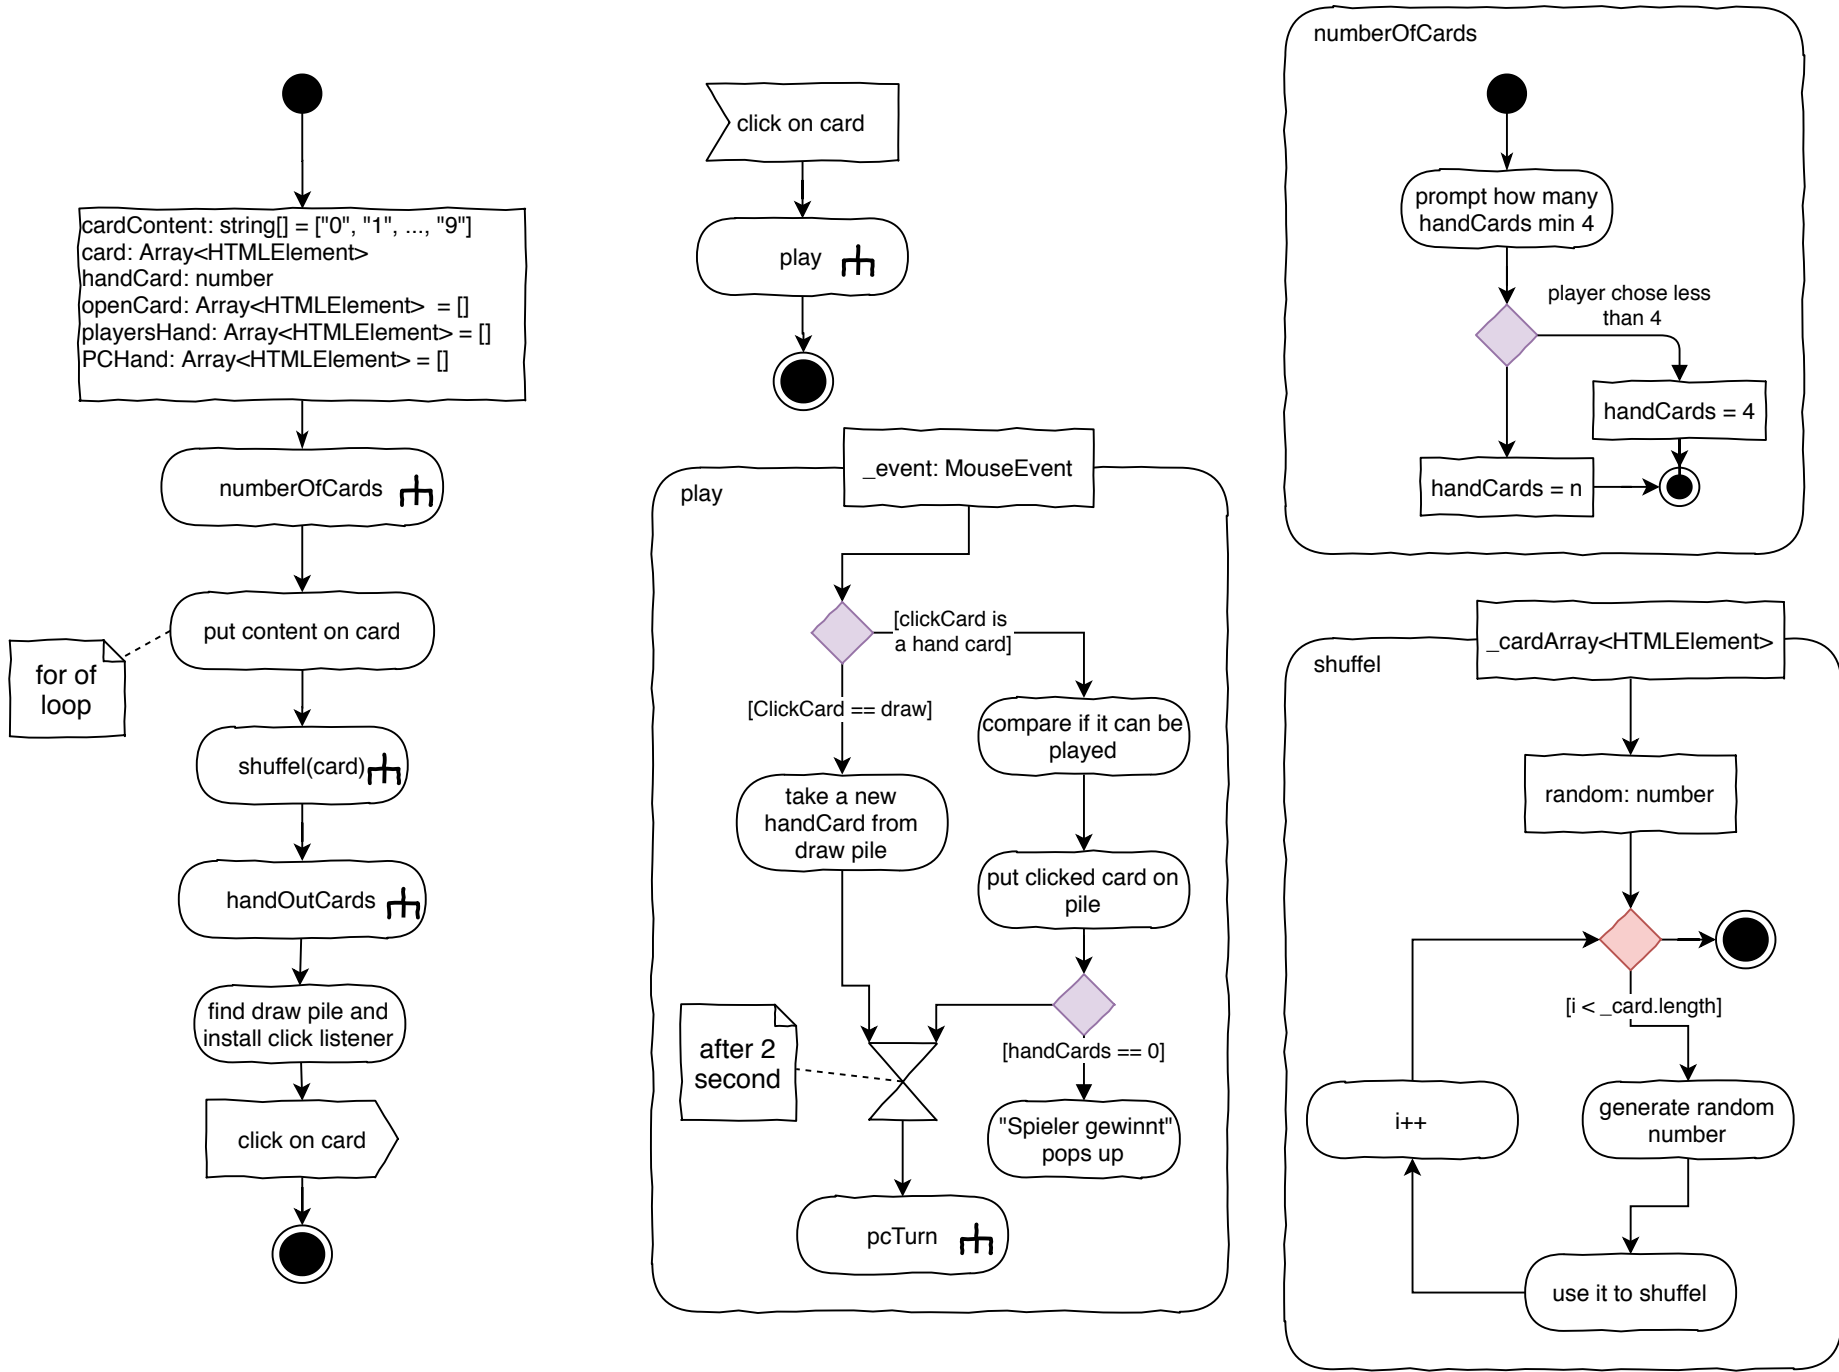 cardContent: string[] = ["0", "1", ..., "9"]
card: Array<HTMLElement>
handCard: number
openCard: Array<HTMLElement>  = []
playersHand: Array<HTMLElement> = []
PCHand: Array<HTMLElement> = []
numberOfCards
put content on card
for of
loop
shuffel(card)
handOutCards
find draw pile and
install click listener
click on card
click on card
play
_event: MouseEvent
play
[clickCard is
a hand card]
[ClickCard == draw]
compare if it can be
played
take a new
handCard from
draw pile
put clicked card on
pile
after 2
second
[handCards == 0]
"Spieler gewinnt"
pops up
pcTurn
numberOfCards
prompt how many
handCards min 4
player chose less
than 4
handCards = 4
handCards = n
_cardArray<HTMLElement>
shuffel
random: number
[i < _card.length]
generate random
number
i++
use it to shuffel